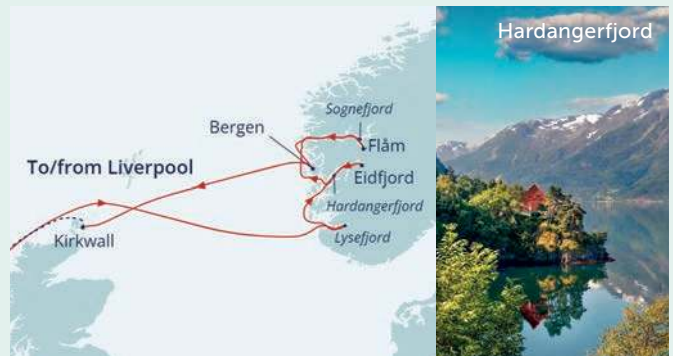 Hardangerfjord
Sognefjord
Bergen
Flåm
To/from Liverpool
Eidfjord
Hardangerfjord
Kirkwall
Lysefjord